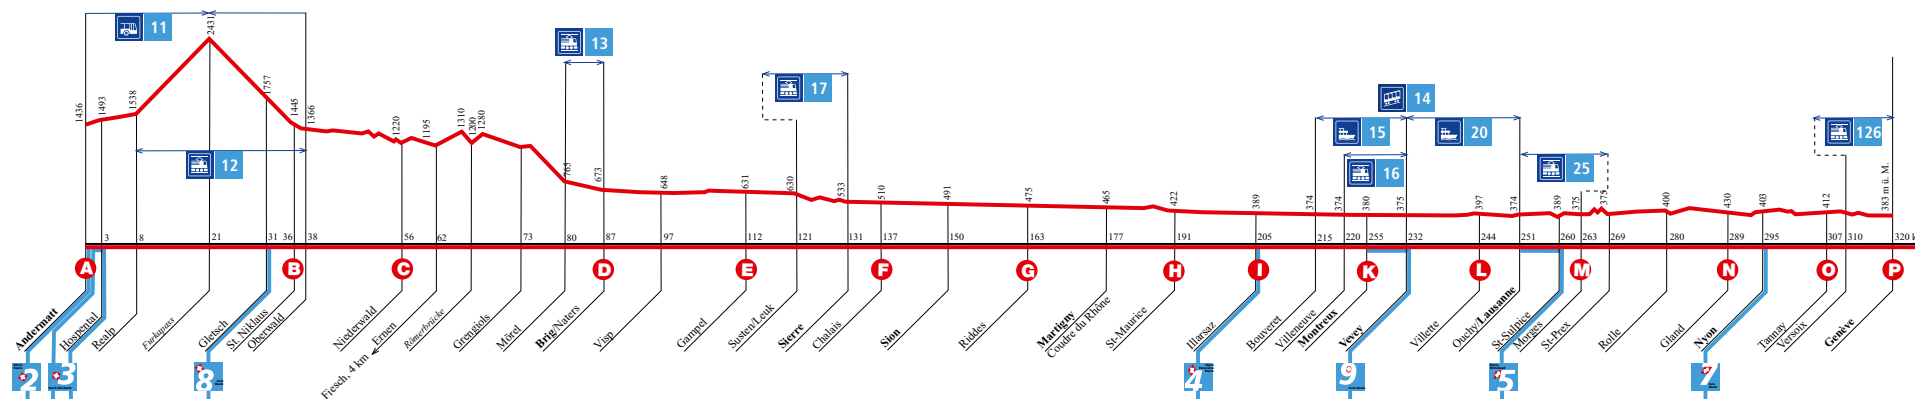 11
13
17
14
15
20
16
25
126
12
1436
1493
1538
2431
1757
1445
1366
1220
1195
1310
1200
1280
765
673
648
631
630
533
510
491
475
465
422
389
374
374
380
375
397
374
389
375
373
400
430
403
412
383 m ü. M.
3
8
21
31
36
38
56
62
73
80
87
97
112
121
131
137
150
163
177
191
205
215
220
255
232
244
251
260
263
269
280
289
295
307
310
320 k
A
B
C
D
E
F
G
H
I
K
L
M
N
O
P
Andermatt
Hospental
Realp
Furkapass
Gletsch
St. Niklaus
Oberwald
Niederwald
Fiesch, 4 km
Ernen
Römerbrücke
Grengiols
Mörel
Brig/Naters
Visp
Gampel
Susten/Leuk
Sierre
Chalais
Sion
Riddes
Martigny
Coudre du Rhône
St-Maurice
Illarsaz
Bouveret
Villeneuve
Montreux
Vevey
Villette
Ouchy/Lausanne
St-Sulpice
Morges
St-Prex
Rolle
Gland
Nyon
Tannay
Versoix
Genève
2
3
8
4
9
5
7